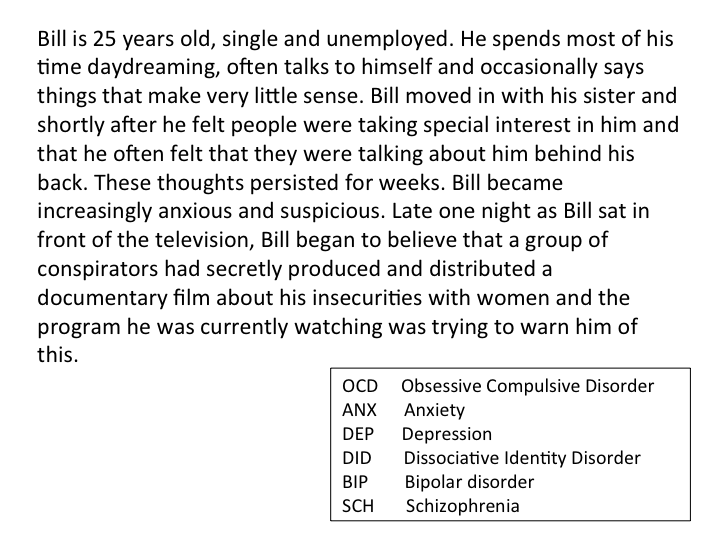 Bill is 25 years old, single and unemployed. He spends most of his
time daydreaming, often talks to himself and occasionally says
things that make very little sense. Bill moved in with his sister and
shortly after he felt people were taking special interest in him and
that he often felt that they were talking about him behind his
back. These thoughts persisted for weeks. Bill became
increasingly anxious and suspicious. Late one night as Bill sat in
front of the television, Bill began to believe that a group of
conspirators had secretly produced and distributed a
documentary film about his insecurities with women and the
program he was currently watching was trying to warn him of
this.
OCD Obsessive Compulsive Disorder
ANX Anxiety
DEP Depression
DID Dissociative Identity Disorder
BIP Bipolar disorder
SCH Schizophrenia